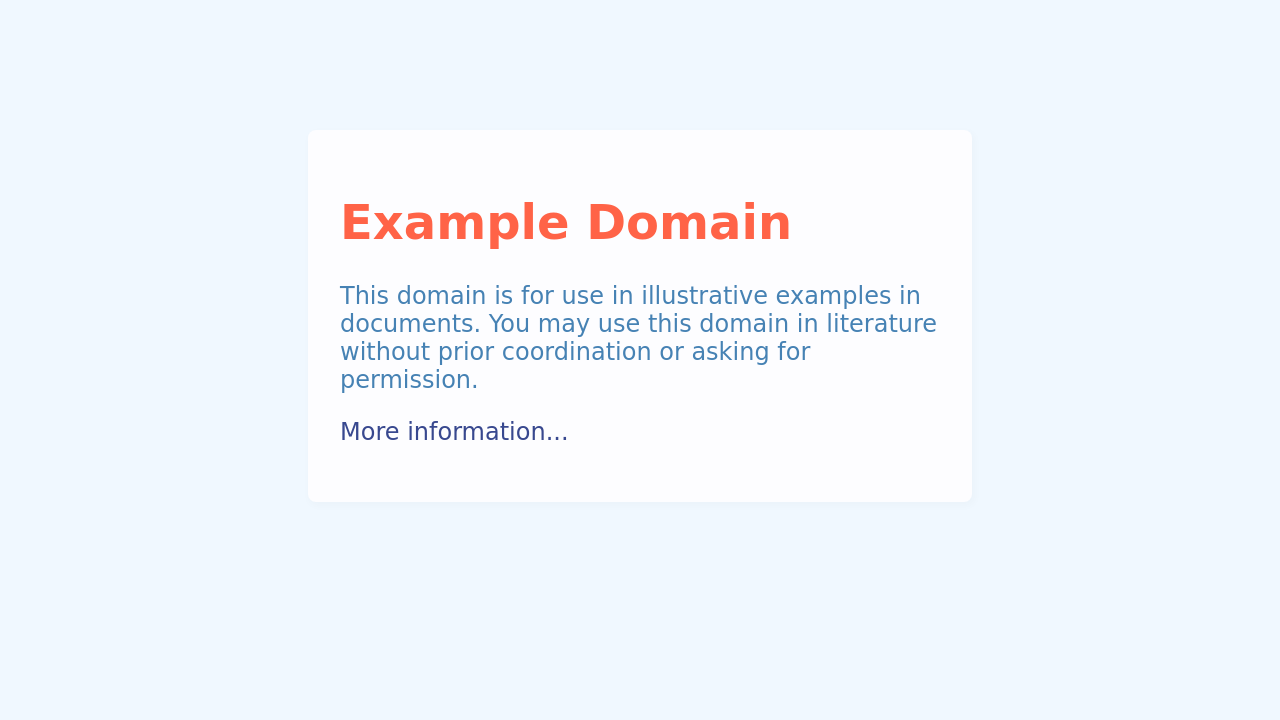 Example Domain
This domain is for use in illustrative examples in
documents. You may use this domain in literature
without prior coordination or asking for
permission.
More information...